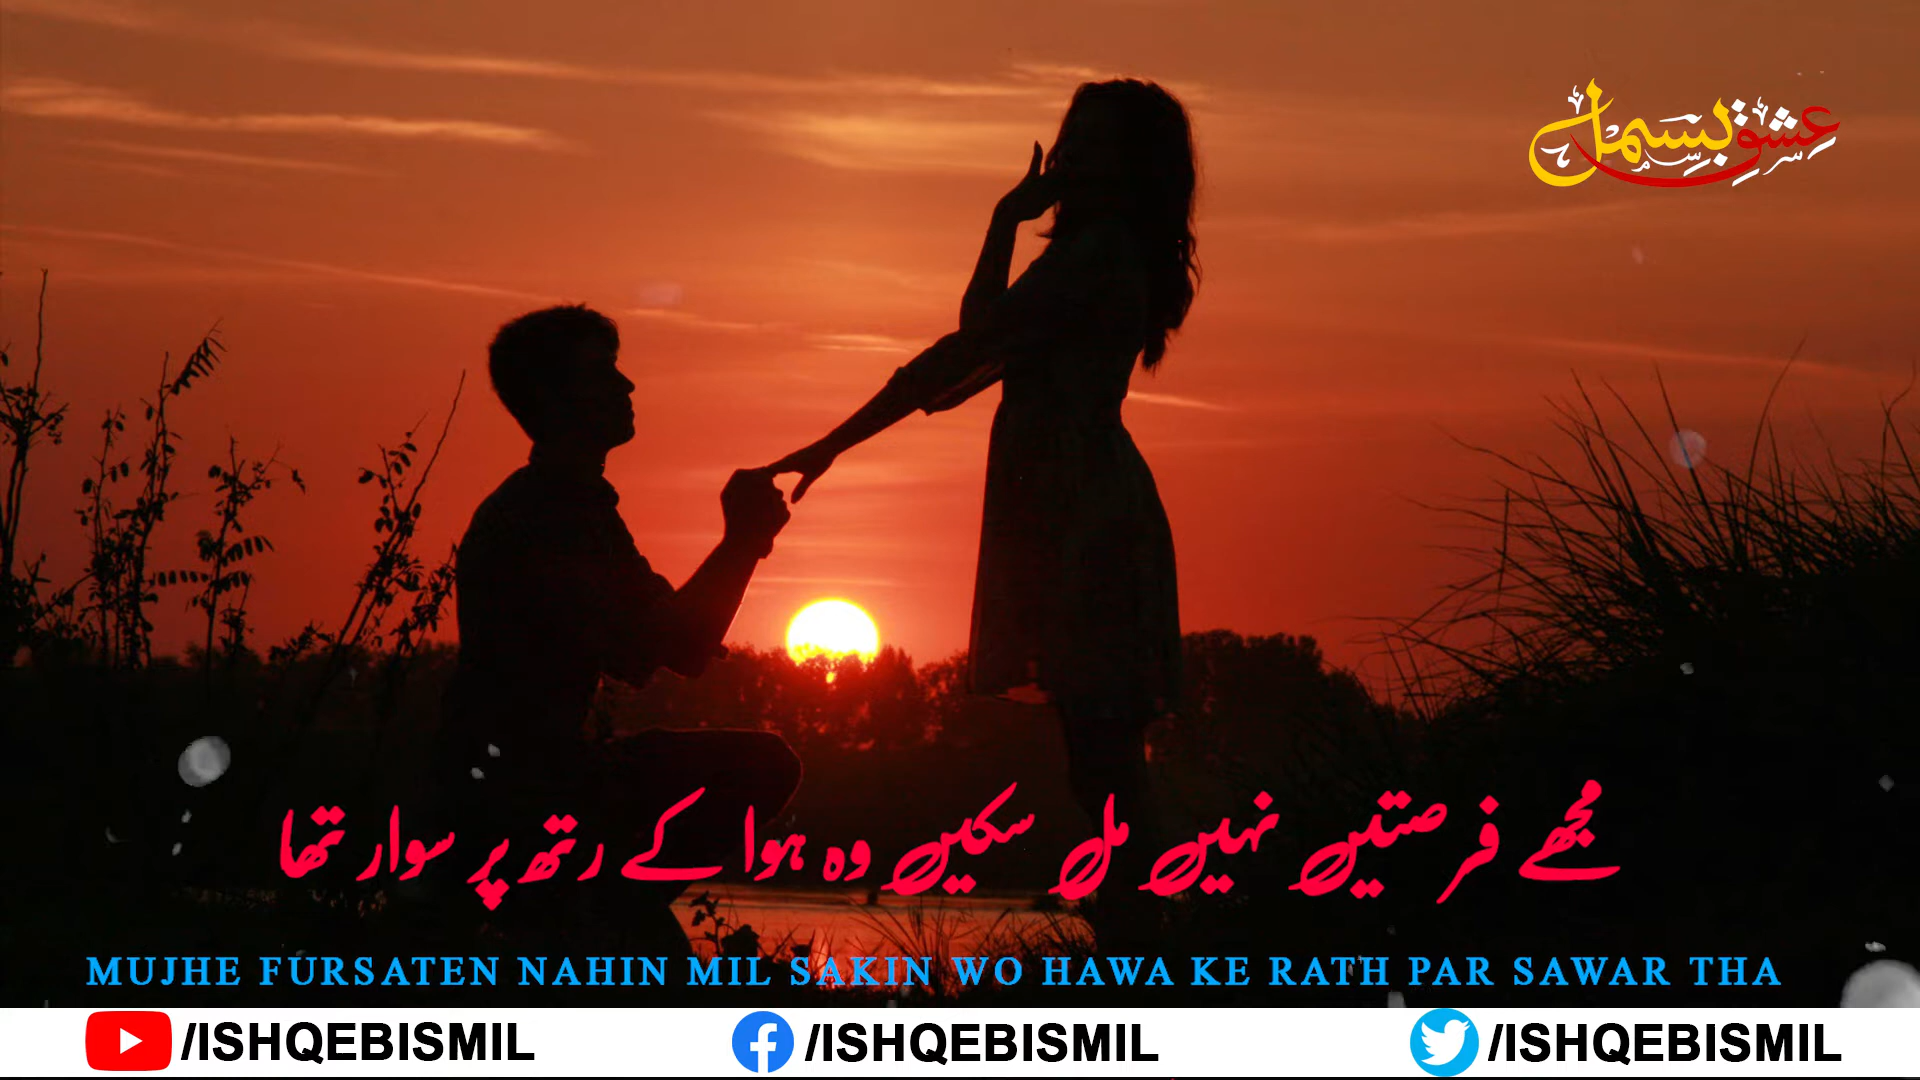 عشق بسمل
مجھے فرصتیں نہیں مل سکیں وہ ہوا کے رتھ پر سوار تھا
MUJHE FURSATEN NAHIN MIL SAKIN WO HAWA KE RATH PAR SAWAR THA
/ISHQEBISMIL /ISHQEBISMIL /ISHQEBISMIL